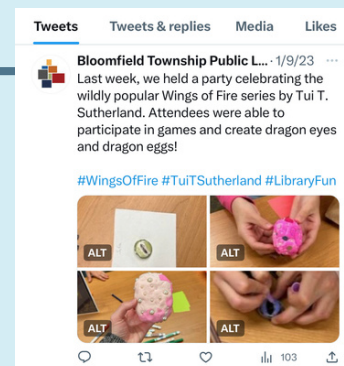 Tweets Tweets & replies Media Likes
Bloomfield Township Public L... · 1/9/23 ...
Last week, we held a party celebrating the
wildly popular Wings of Fire series by Tui T.
Sutherland. Attendees were able to
participate in games and create dragon eyes
and dragon eggs!
#WingsOfFire #TuiTSutherland #LibraryFun
ALT ALT
ALT ALT
103